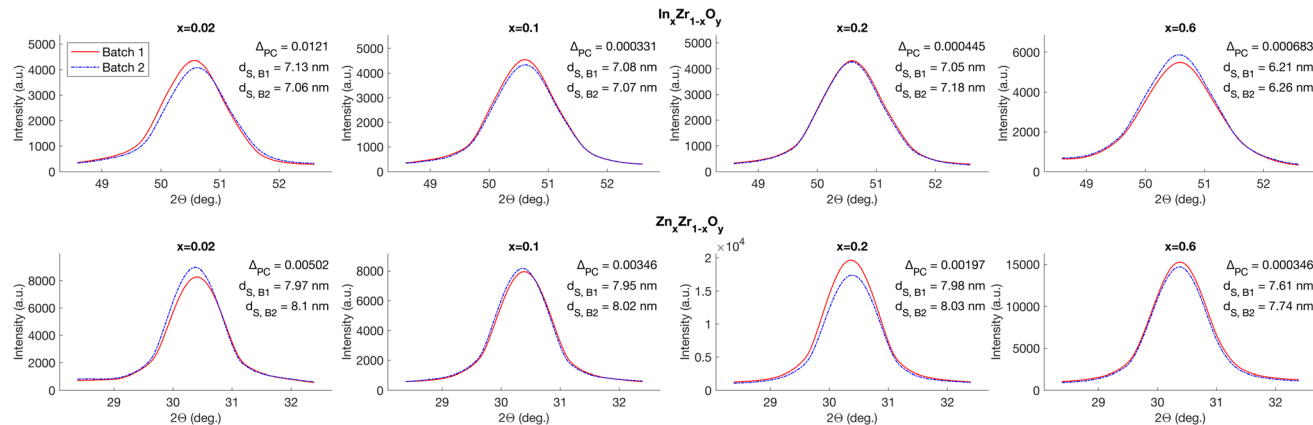 InxZr1-xOy
x=0.02
Intensity (a.u.)
5000
4000
3000
2000
1000
0
49 50 51 52
2Θ (deg.)
Batch 1
Batch 2
ΔPC = 0.0121
dS, B1 = 7.13 nm
dS, B2 = 7.06 nm
x=0.1
Intensity (a.u.)
5000
4000
3000
2000
1000
0
49 50 51 52
2Θ (deg.)
ΔPC = 0.000331
dS, B1 = 7.08 nm
dS, B2 = 7.07 nm
x=0.2
Intensity (a.u.)
5000
4000
3000
2000
1000
0
49 50 51 52
2Θ (deg.)
ΔPC = 0.000445
dS, B1 = 7.05 nm
dS, B2 = 7.18 nm
x=0.6
Intensity (a.u.)
6000
4000
2000
0
49 50 51 52
2Θ (deg.)
ΔPC = 0.000683
dS, B1 = 6.21 nm
dS, B2 = 6.26 nm
ZnxZr1-xOy
x=0.02
Intensity (a.u.)
8000
6000
4000
2000
0
29 30 31 32
2Θ (deg.)
ΔPC = 0.00502
dS, B1 = 7.97 nm
dS, B2 = 8.1 nm
x=0.1
Intensity (a.u.)
8000
6000
4000
2000
0
29 30 31 32
2Θ (deg.)
ΔPC = 0.00346
dS, B1 = 7.95 nm
dS, B2 = 8.02 nm
x=0.2
×10^4
Intensity (a.u.)
2
1.5
1
0.5
0
29 30 31 32
2Θ (deg.)
ΔPC = 0.00197
dS, B1 = 7.98 nm
dS, B2 = 8.03 nm
x=0.6
Intensity (a.u.)
15000
10000
5000
0
29 30 31 32
2Θ (deg.)
ΔPC = 0.000346
dS, B1 = 7.61 nm
dS, B2 = 7.74 nm